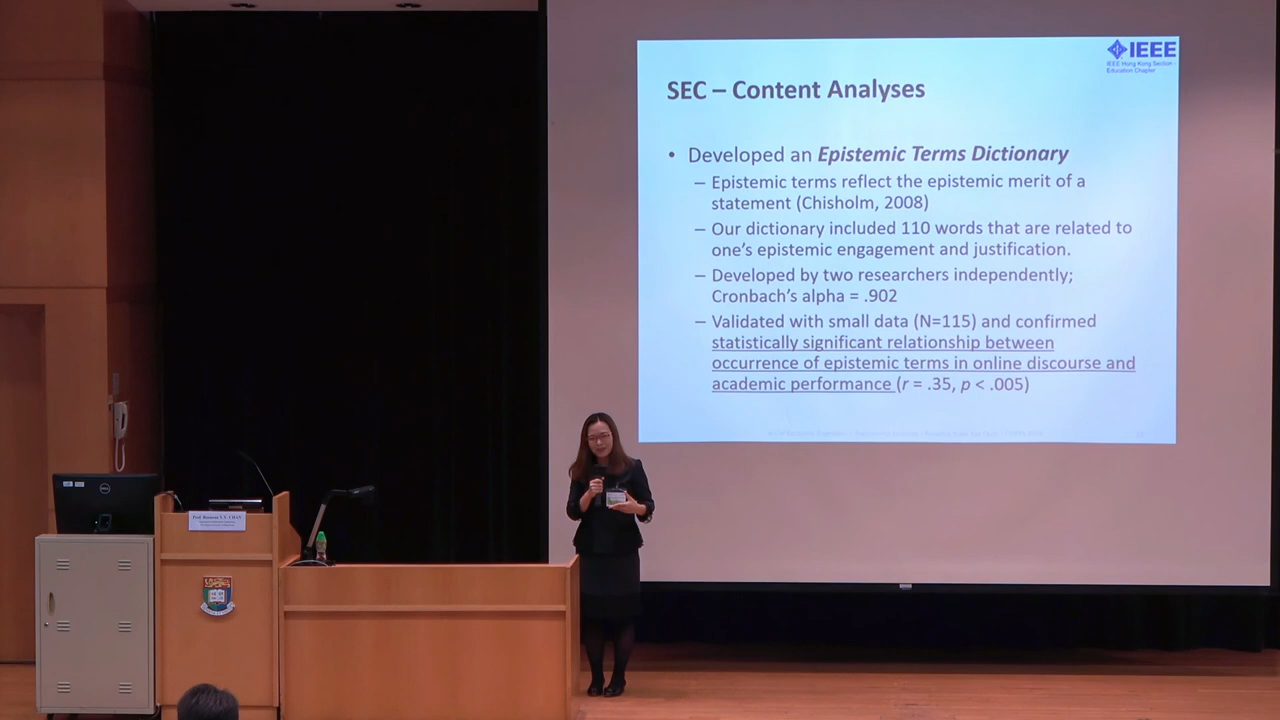 IEEE
IEEE Hong Kong Section -
Education Chapter
SEC – Content Analyses
• Developed an Epistemic Terms Dictionary
– Epistemic terms reflect the epistemic merit of a
statement (Chisholm, 2008)
– Our dictionary included 110 words that are related to
one's epistemic engagement and justification.
– Developed by two researchers independently;
Cronbach's alpha = .902
– Validated with small data (N=115) and confirmed
statistically significant relationship between
occurrence of epistemic terms in online discourse and
academic performance (r = .35, p < .005)
DELL